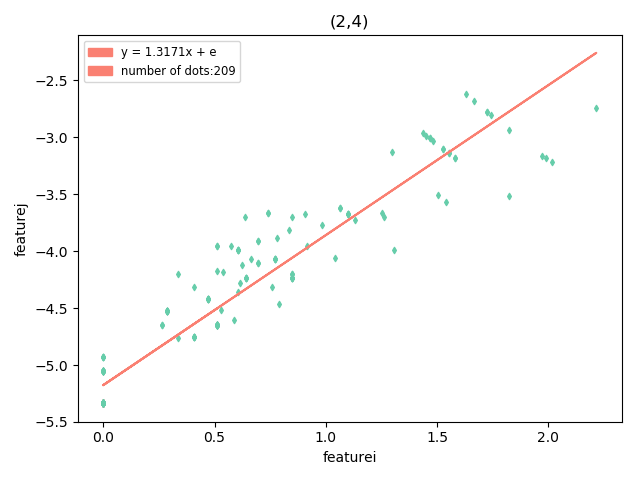 (2,4)
y = 1.3171x + e
number of dots:209
−2.5
−3.0
−3.5
−4.0
−4.5
−5.0
−5.5
featurej
0.0 0.5 1.0 1.5 2.0
featurei